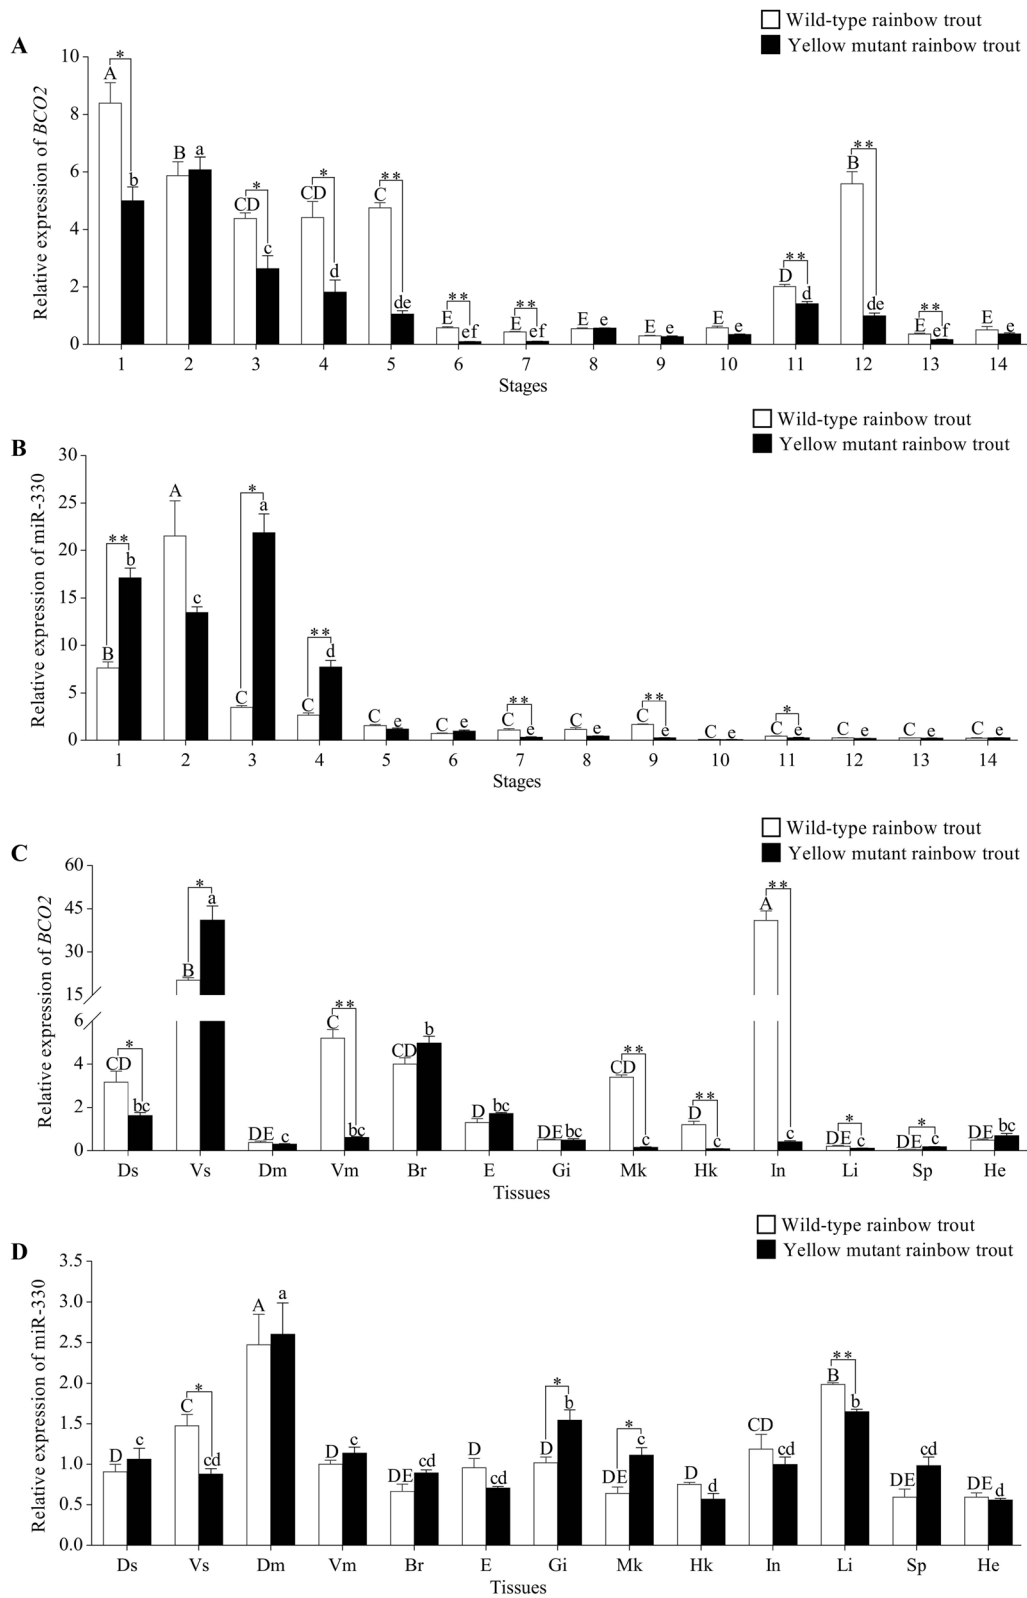 Wild-type rainbow trout
Yellow mutant rainbow trout
A
Relative expression of BCO2
10
8
6
4
2
0
A * b
B a
CD * c
CD * d
C ** de
E ** ef
E ** ef
E e
E e
E e
D ** d
B ** de
E ** ef
E e
1 2 3 4 5 6 7 8 9 10 11 12 13 14
Stages
Wild-type rainbow trout
Yellow mutant rainbow trout
B
Relative expression of miR-330
30
25
20
15
10
5
0
B ** b
A c
C * a
C ** d
C e
C e
C ** e
C e
C ** e
C e
C * e
C e
C e
C e
1 2 3 4 5 6 7 8 9 10 11 12 13 14
Stages
Wild-type rainbow trout
Yellow mutant rainbow trout
C
Relative expression of BCO2
60
45
30
15
6
4
2
0
CD * bc
B * a
DE c
C ** bc
CD b
D bc
DE bc
CD ** c
D ** c
A ** c
DE * c
DE * c
DE bc
Ds Vs Dm Vm Br E Gi Mk Hk In Li Sp He
Tissues
Wild-type rainbow trout
Yellow mutant rainbow trout
D
Relative expression of miR-330
3.5
3.0
2.5
2.0
1.5
1.0
0.5
0.0
D c
C * cd
A a
D c
DE cd
D cd
D * b
DE * c
D d
CD cd
B ** b
DE cd
DE d
Ds Vs Dm Vm Br E Gi Mk Hk In Li Sp He
Tissues